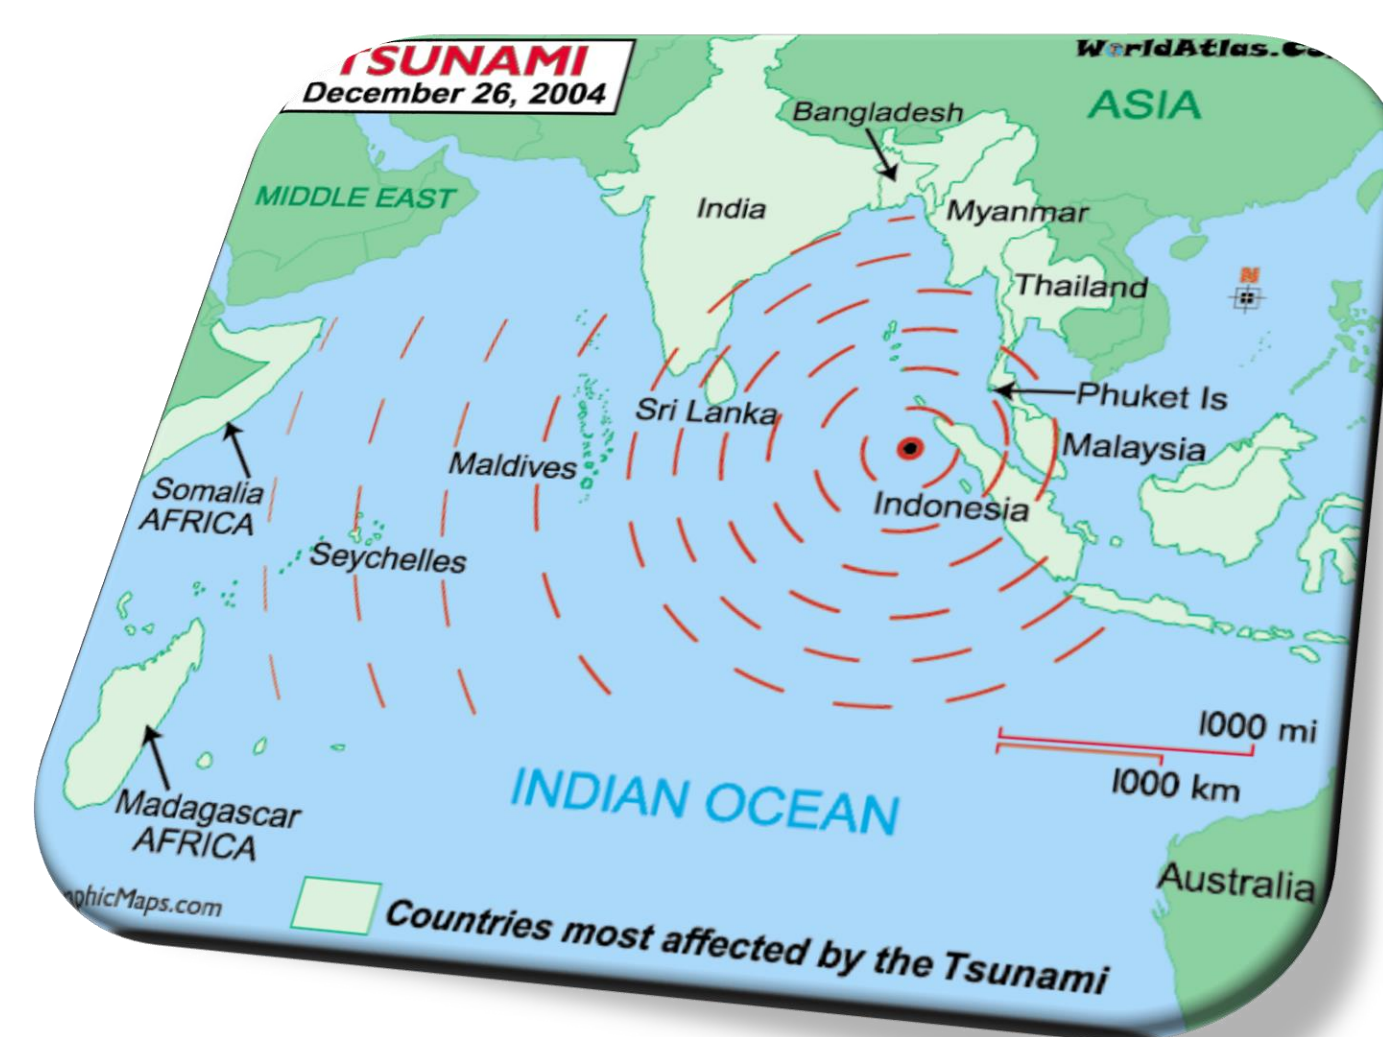 TSUNAMI
December 26, 2004
WorldAtlas.Co
ASIA
Bangladesh
MIDDLE EAST
India
Myanmar
Thailand
N
Phuket Is
Sri Lanka
Malaysia
Maldives
Indonesia
Somalia
AFRICA
Seychelles
1000 mi
1000 km
INDIAN OCEAN
Madagascar
AFRICA
Australia
phicMaps.com
Countries most affected by the Tsunami